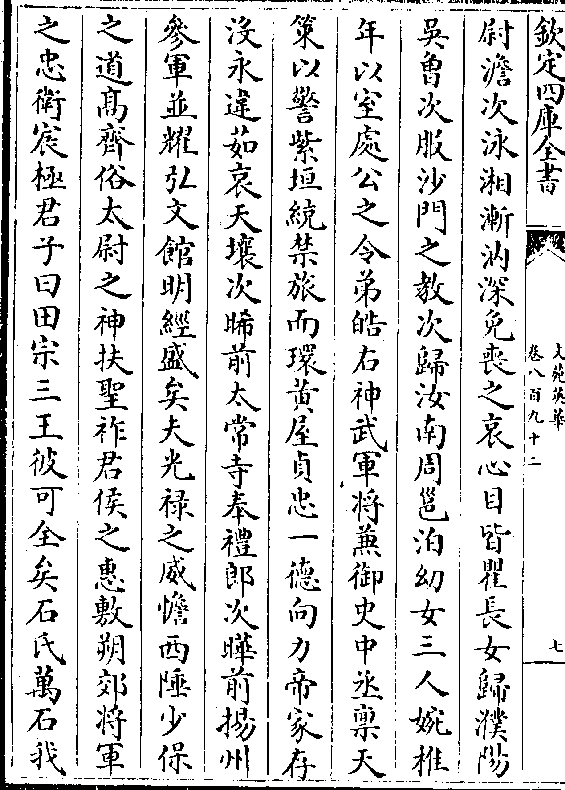 欽定四庫全書
文苑英華
卷八百九十二
七
尉澹次泳湘漸汭深免喪之哀心目皆瞿長女歸濮陽
吳曾次服沙門之教次歸汝南周邕洎幼女三人婉稚
年以室處公之令弟皓右神武軍將兼御史中丞禀天
策以警紫垣統禁旅而環黄屋貞忠一德向力帝家存
沒永違茹哀天壤次晞前太常寺奉禮郎次曄前揚州
參軍並耀弘文館明經盛矣夫光禄之威憺西陲少保
之道髙齊俗太尉之神扶聖祚君侯之惠敷朔郊將軍
之忠衛宸極君子曰田宗三王彼可全矣石氏萬石我